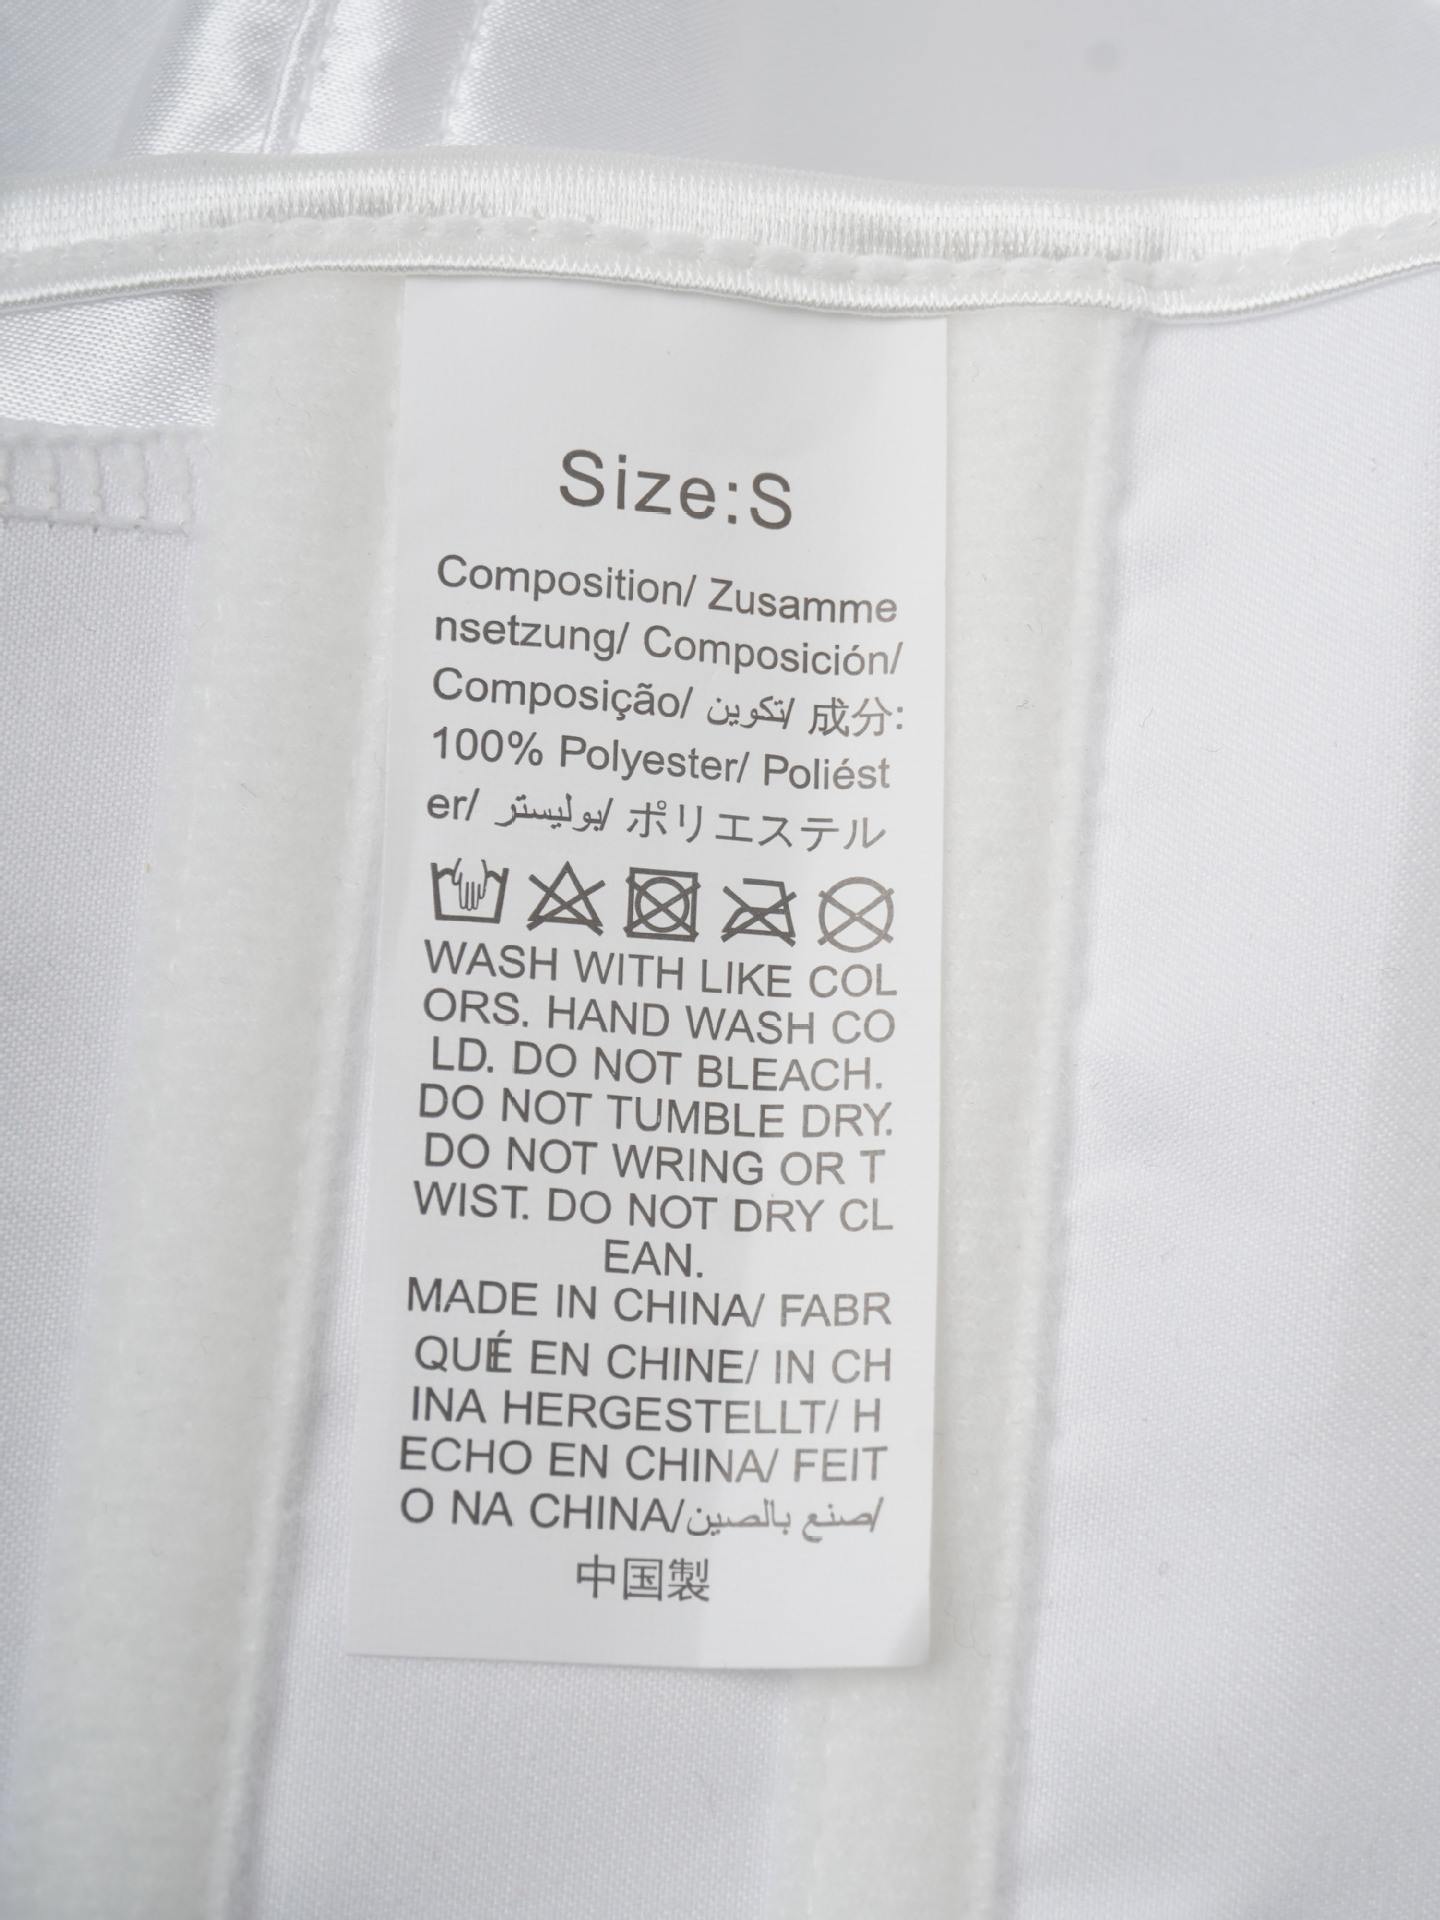 Size:S
Composition/ Zusamme
nsetzung/ Composición/
Composição/ تكوين/ 成分:
100% Polyester/ Poliést
er/ بوليستر/ ポリエステル
WASH WITH LIKE COL
ORS. HAND WASH CO
LD. DO NOT BLEACH.
DO NOT TUMBLE DRY.
DO NOT WRING OR T
WIST. DO NOT DRY CL
EAN.
MADE IN CHINA/ FABR
QUÉ EN CHINE/ IN CH
INA HERGESTELLT/ H
ECHO EN CHINA/ FEIT
O NA CHINA/صنع بالصين/
中国製